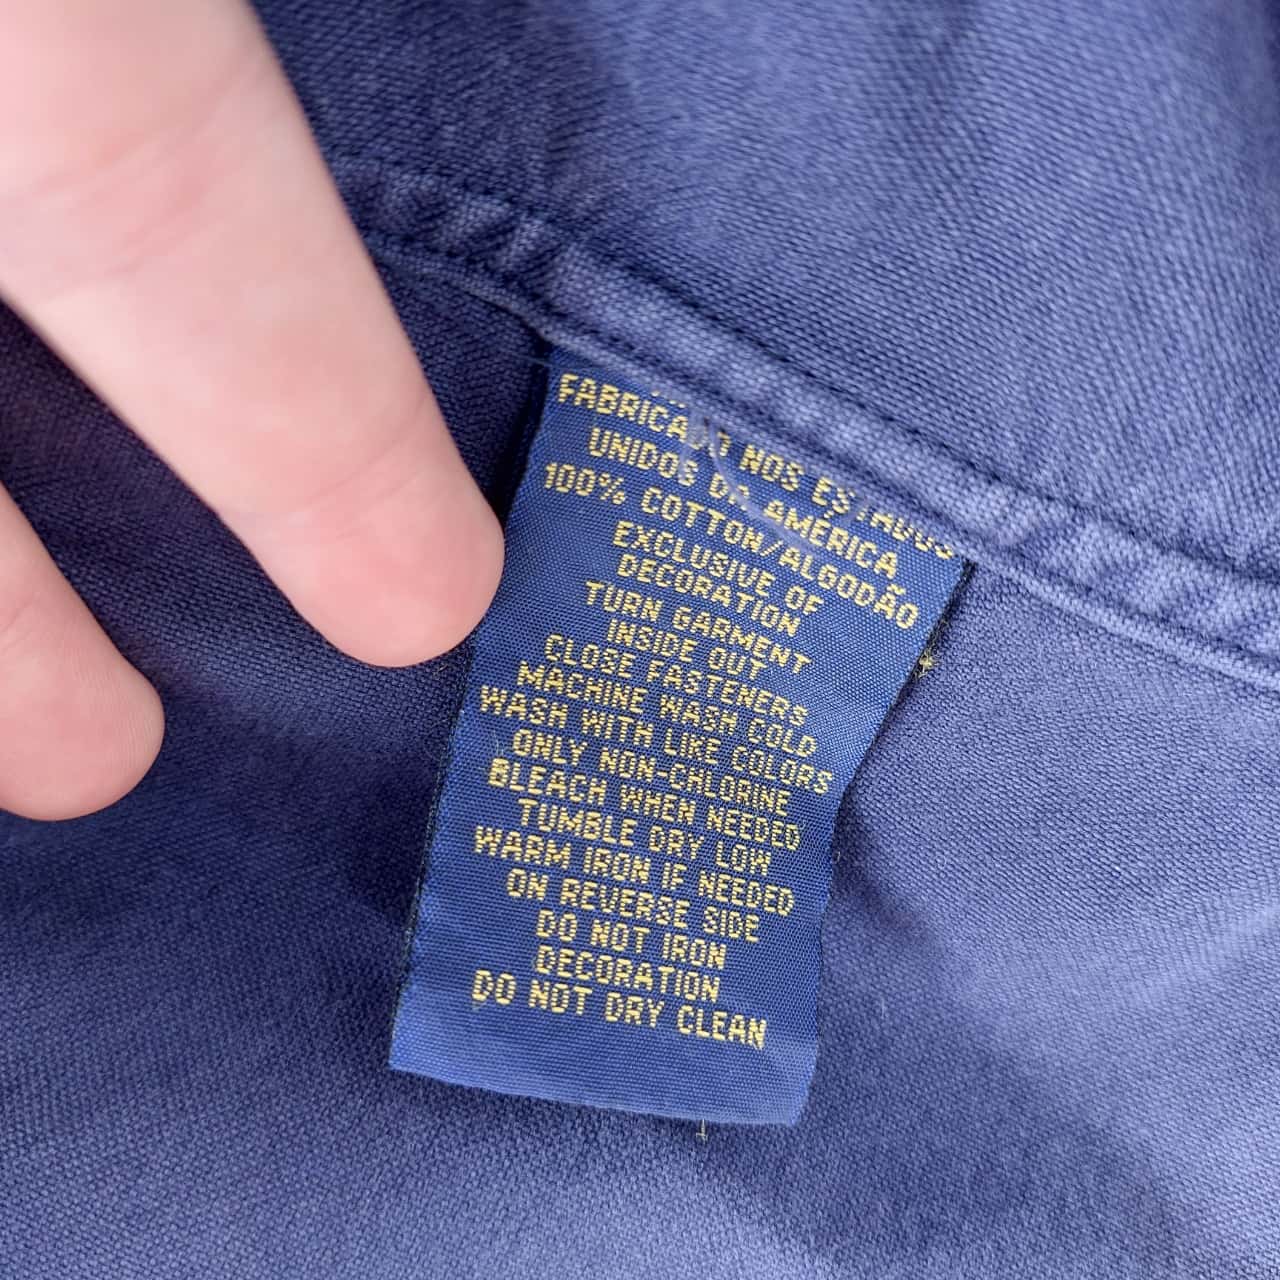 FABRICADO NOS ESTADOS
UNIDOS DA AMÉRICA
100% COTTON/ALGODÃO
EXCLUSIVE OF
DECORATION
TURN GARMENT
INSIDE OUT
CLOSE FASTENERS
MACHINE WASH COLD
WASH WITH LIKE COLORS
ONLY NON-CHLORINE
BLEACH WHEN NEEDED
TUMBLE DRY LOW
WARM IRON IF NEEDED
ON REVERSE SIDE
DO NOT IRON
DECORATION
DO NOT DRY CLEAN